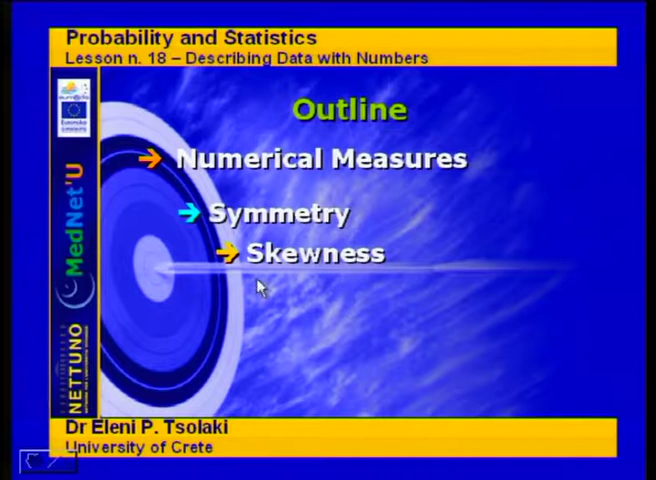 Probability and Statistics
Lesson n. 18 – Describing Data with Numbers
Outline
Numerical Measures
Symmetry
Skewness
MedNet'U
NETTUNO
Dr Eleni P. Tsolaki
University of Crete